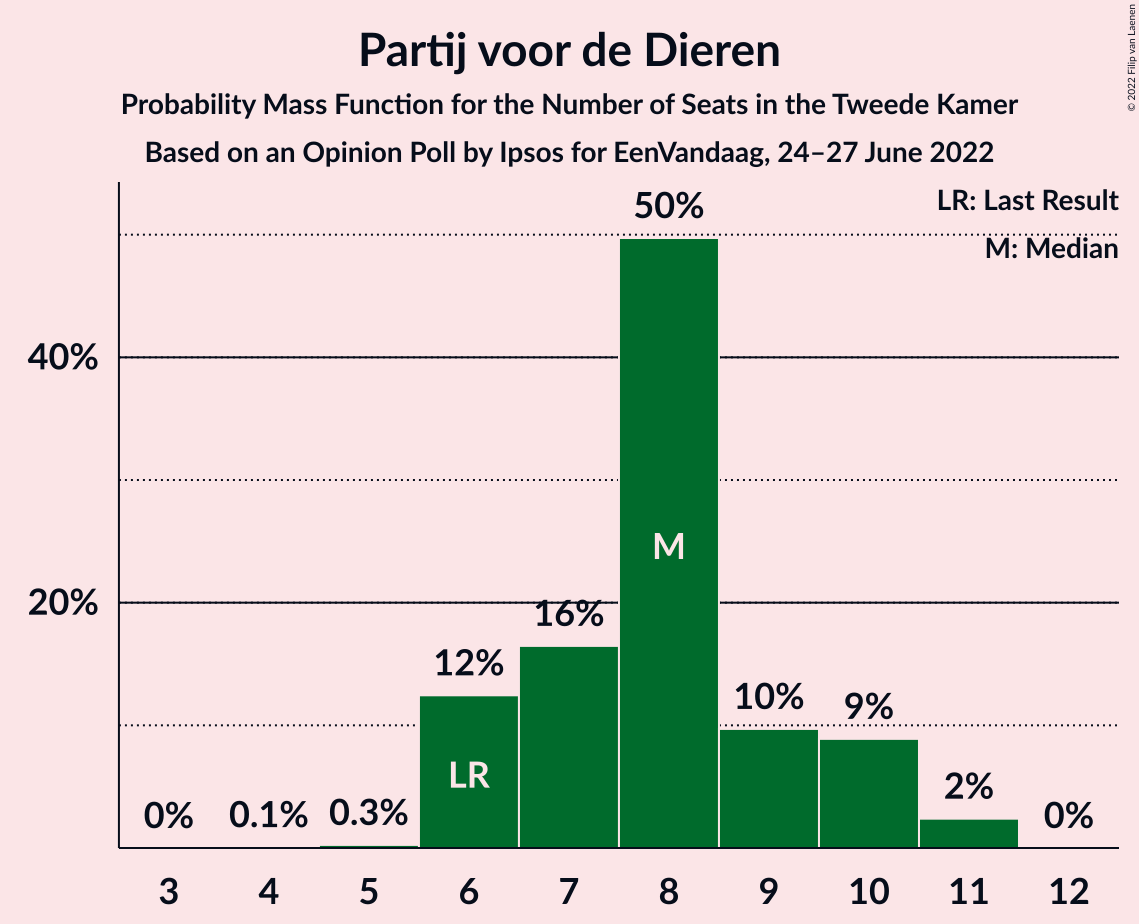 Partij voor de Dieren
Probability Mass Function for the Number of Seats in the Tweede Kamer
Based on an Opinion Poll by Ipsos for EenVandaag, 24–27 June 2022
© 2022 Filip van Laenen
LR: Last Result
M: Median
50%
40%
M
20%
16%
12%
10%
9%
LR
2%
0%
0.1%
0.3%
0%
3 4 5 6 7 8 9 10 11 12